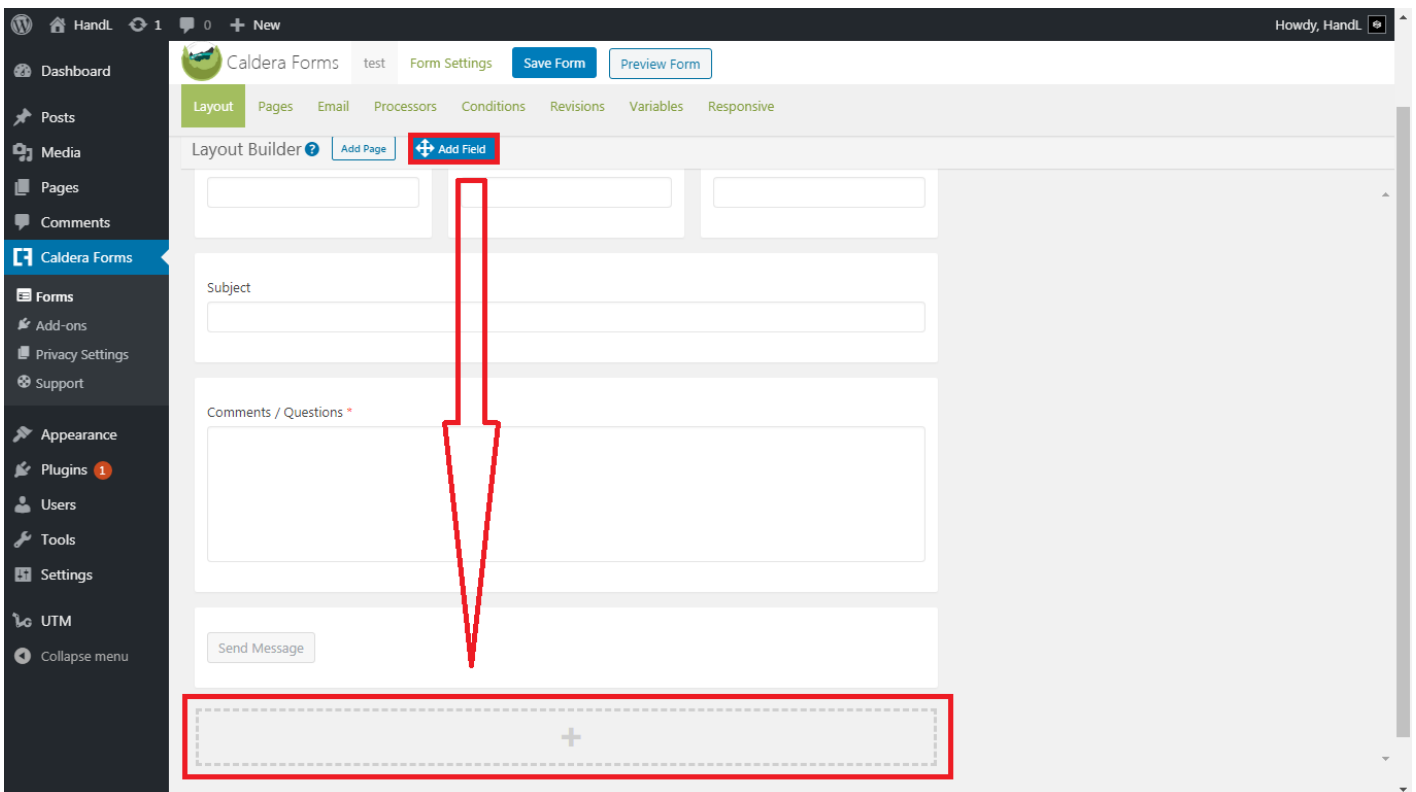 HandL 1 0 New Howdy, HandL
Dashboard
Posts
Media
Pages
Comments
Caldera Forms
Forms
Add-ons
Privacy Settings
Support
Appearance
Plugins 1
Users
Tools
Settings
UTM
Collapse menu
Caldera Forms test Form Settings Save Form Preview Form
Layout Pages Email Processors Conditions Revisions Variables Responsive
Layout Builder ? Add Page Add Field
Subject
Comments / Questions *
Send Message
+